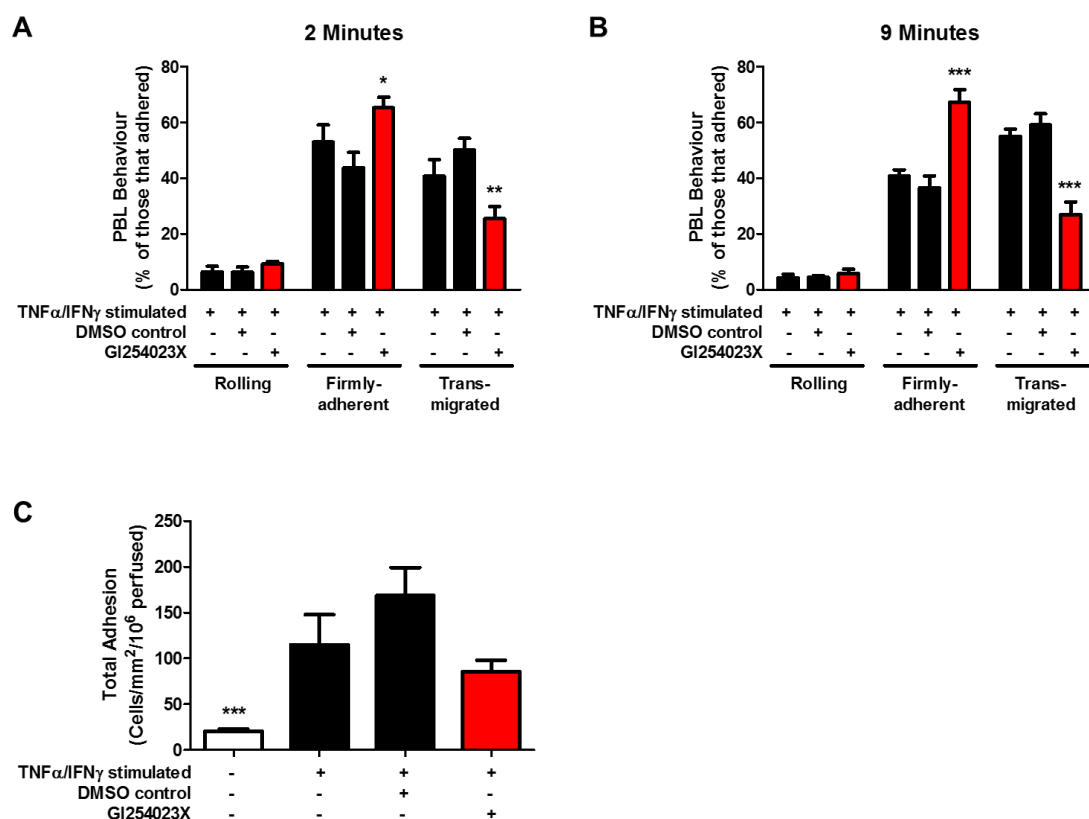 A
2 Minutes
PBL Behaviour
(% of those that adhered)
80
60
40
20
0
*
**
TNFα/IFNγ stimulated + + + + + + + + +
DMSO control - + - - + - - + -
GI254023X - - + - - + - - +
Rolling
Firmly-
adherent
Trans-
migrated
B
9 Minutes
PBL Behaviour
(% of those that adhered)
80
60
40
20
0
***
***
TNFα/IFNγ stimulated + + + + + + + + +
DMSO control - + - - + - - + -
GI254023X - - + - - + - - +
Rolling
Firmly-
adherent
Trans-
migrated
C
Total Adhesion
(Cells/mm²/10⁶ perfused)
250
200
150
100
50
0
***
TNFα/IFNγ stimulated - + + +
DMSO control - - + -
GI254023X - - - +